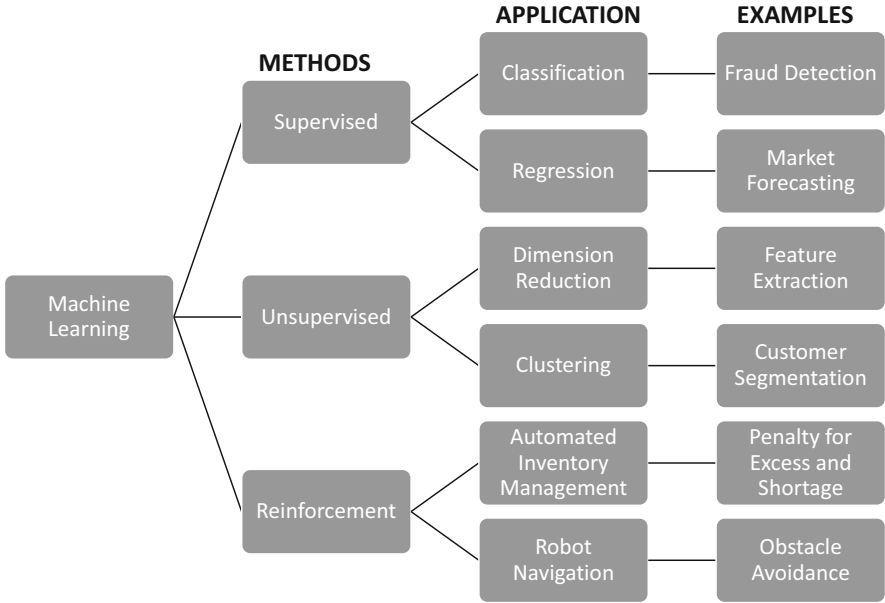 METHODS
APPLICATION
EXAMPLES
Machine
Learning
Supervised
Classification
Fraud Detection
Regression
Market
Forecasting
Unsupervised
Dimension
Reduction
Feature
Extraction
Clustering
Customer
Segmentation
Reinforcement
Automated
Inventory
Management
Penalty for
Excess and
Shortage
Robot
Navigation
Obstacle
Avoidance